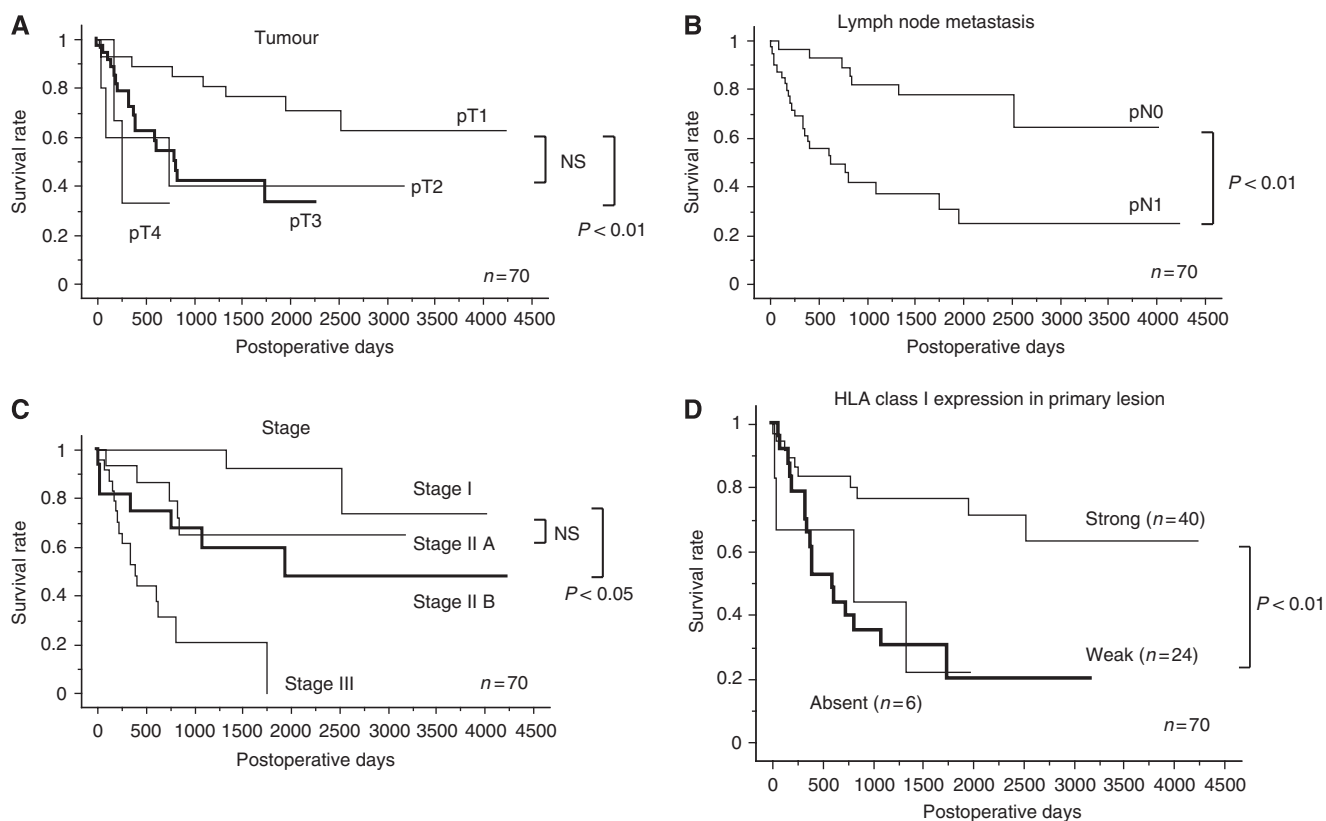 A
Tumour
Survival rate
1
0.8
0.6
0.4
0.2
0
pT1
pT2
pT3
pT4
NS
P < 0.01
n=70
0 500 1000 1500 2000 2500 3000 3500 4000 4500
Postoperative days
B
Lymph node metastasis
Survival rate
1
0.8
0.6
0.4
0.2
0
pN0
pN1
P < 0.01
n=70
0 500 1000 1500 2000 2500 3000 3500 4000 4500
Postoperative days
C
Stage
Survival rate
1
0.8
0.6
0.4
0.2
0
Stage I
Stage II A
Stage II B
Stage III
NS
P < 0.05
n=70
0 500 1000 1500 2000 2500 3000 3500 4000 4500
Postoperative days
D
HLA class I expression in primary lesion
Survival rate
1
0.8
0.6
0.4
0.2
0
Strong (n=40)
Weak (n=24)
Absent (n=6)
P < 0.01
n=70
0 500 1000 1500 2000 2500 3000 3500 4000 4500
Postoperative days